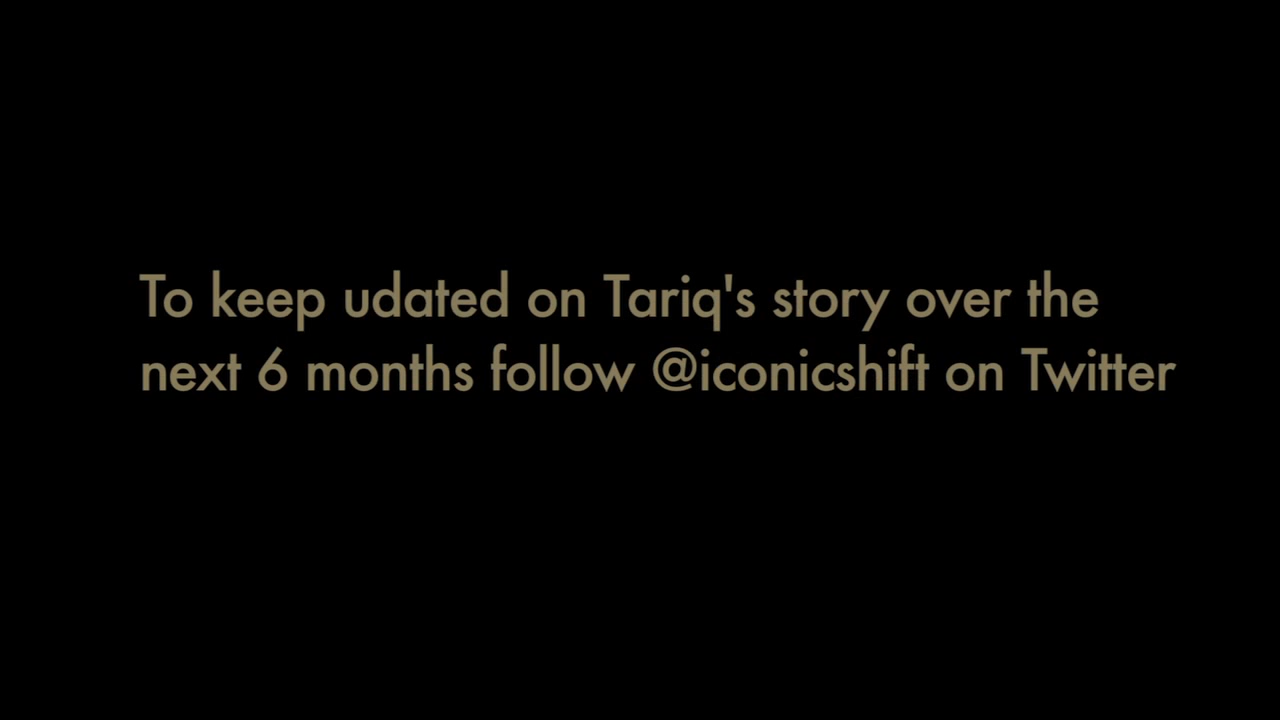 To keep udated on Tariq's story over the
next 6 months follow @iconicshift on Twitter